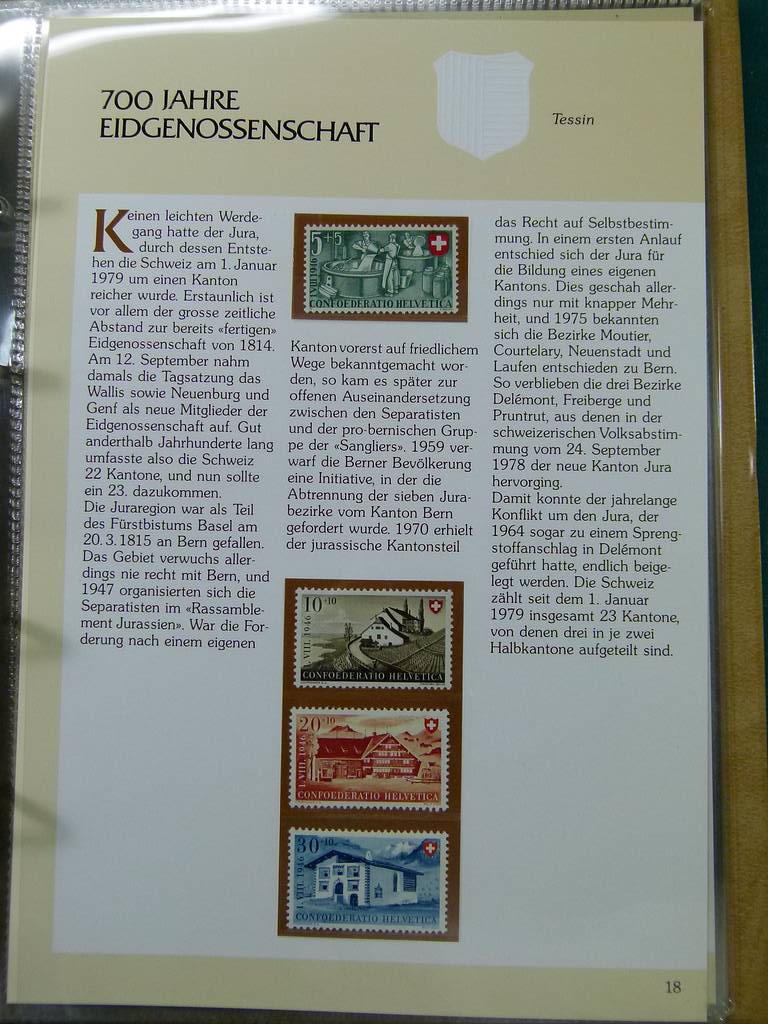 700 JAHRE
EIDGENOSSENSCHAFT
Tessin
Keinen leichten Werde-
gang hatte der Jura,
durch dessen Entste-
hen die Schweiz am 1. Januar
1979 um einen Kanton
reicher wurde. Erstaunlich ist
vor allem der grosse zeitliche
Abstand zur bereits «fertigen»
Eidgenossenschaft von 1814.
Am 12. September nahm
damals die Tagsatzung das
Wallis sowie Neuenburg und
Genf als neue Mitglieder der
Eidgenossenschaft auf. Gut
anderthalb Jahrhunderte lang
umfasste also die Schweiz
22 Kantone, und nun sollte
ein 23. dazukommen.
Die Juraregion war als Teil
des Fürstbistums Basel am
20. 3. 1815 an Bern gefallen.
Das Gebiet verwuchs aller-
dings nie recht mit Bern, und
1947 organisierten sich die
Separatisten im «Rassamble-
ment Jurassien». War die For-
derung nach einem eigenen
5+5
VIII 1946
CONFOEDERATIO HELVETICA
Kanton vorerst auf friedlichem
Wege bekanntgemacht wor-
den, so kam es später zur
offenen Auseinandersetzung
zwischen den Separatisten
und der pro-bernischen Grup-
pe der «Sangliers». 1959 ver-
warf die Berner Bevölkerung
eine Initiative, in der die
Abtrennung der sieben Jura-
bezirke vom Kanton Bern
gefordert wurde. 1970 erhielt
der jurassische Kantonsteil
10+10
VIII. 1946
CONFOEDERATIO HELVETICA
20+10
I. VIII. 1946
CONFOEDERATIO HELVETICA
30+10
I. VIII. 1946
CONFOEDERATIO HELVETICA
das Recht auf Selbstbestim-
mung. In einem ersten Anlauf
entschied sich der Jura für
die Bildung eines eigenen
Kantons. Dies geschah aller-
dings nur mit knapper Mehr-
heit, und 1975 bekannten
sich die Bezirke Moutier,
Courtelary, Neuenstadt und
Laufen entschieden zu Bern.
So verblieben die drei Bezirke
Delémont, Freiberge und
Pruntrut, aus denen in der
schweizerischen Volksabstim-
mung vom 24. September
1978 der neue Kanton Jura
hervorging.
Damit konnte der jahrelange
Konflikt um den Jura, der
1964 sogar zu einem Spreng-
stoffanschlag in Delémont
geführt hatte, endlich beige-
legt werden. Die Schweiz
zählt seit dem 1. Januar
1979 insgesamt 23 Kantone,
von denen drei in je zwei
Halbkantone aufgeteilt sind.
18